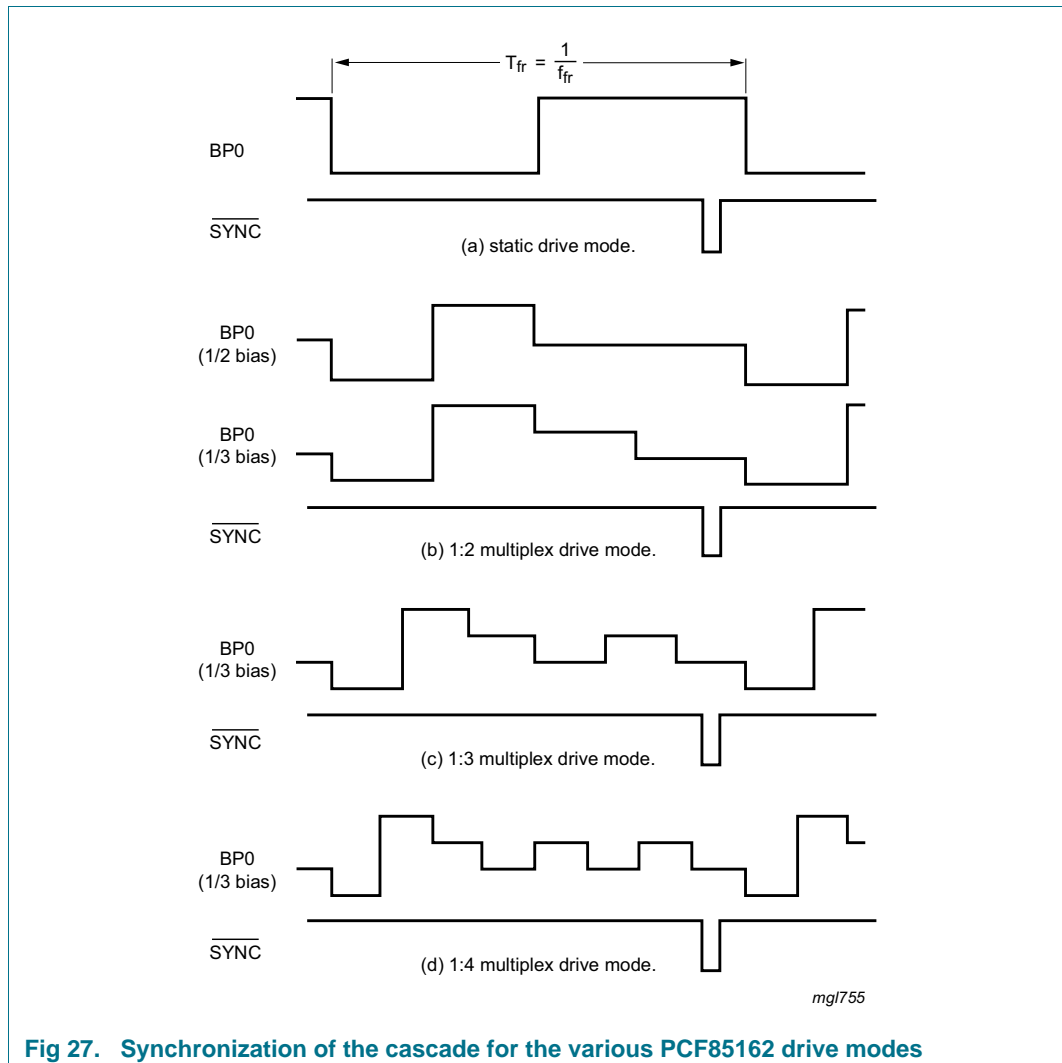 T_fr = 1/f_fr
BP0
SYNC
(a) static drive mode.
BP0
(1/2 bias)
BP0
(1/3 bias)
SYNC
(b) 1:2 multiplex drive mode.
BP0
(1/3 bias)
SYNC
(c) 1:3 multiplex drive mode.
BP0
(1/3 bias)
SYNC
(d) 1:4 multiplex drive mode.
mgl755
Fig 27. Synchronization of the cascade for the various PCF85162 drive modes